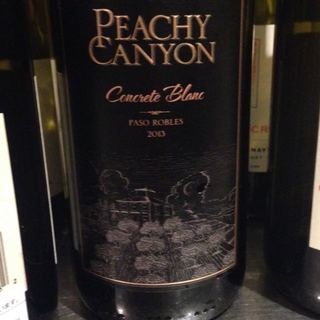 PEACHY
CANYON
Concrete Blanc
PASO ROBLES
2013